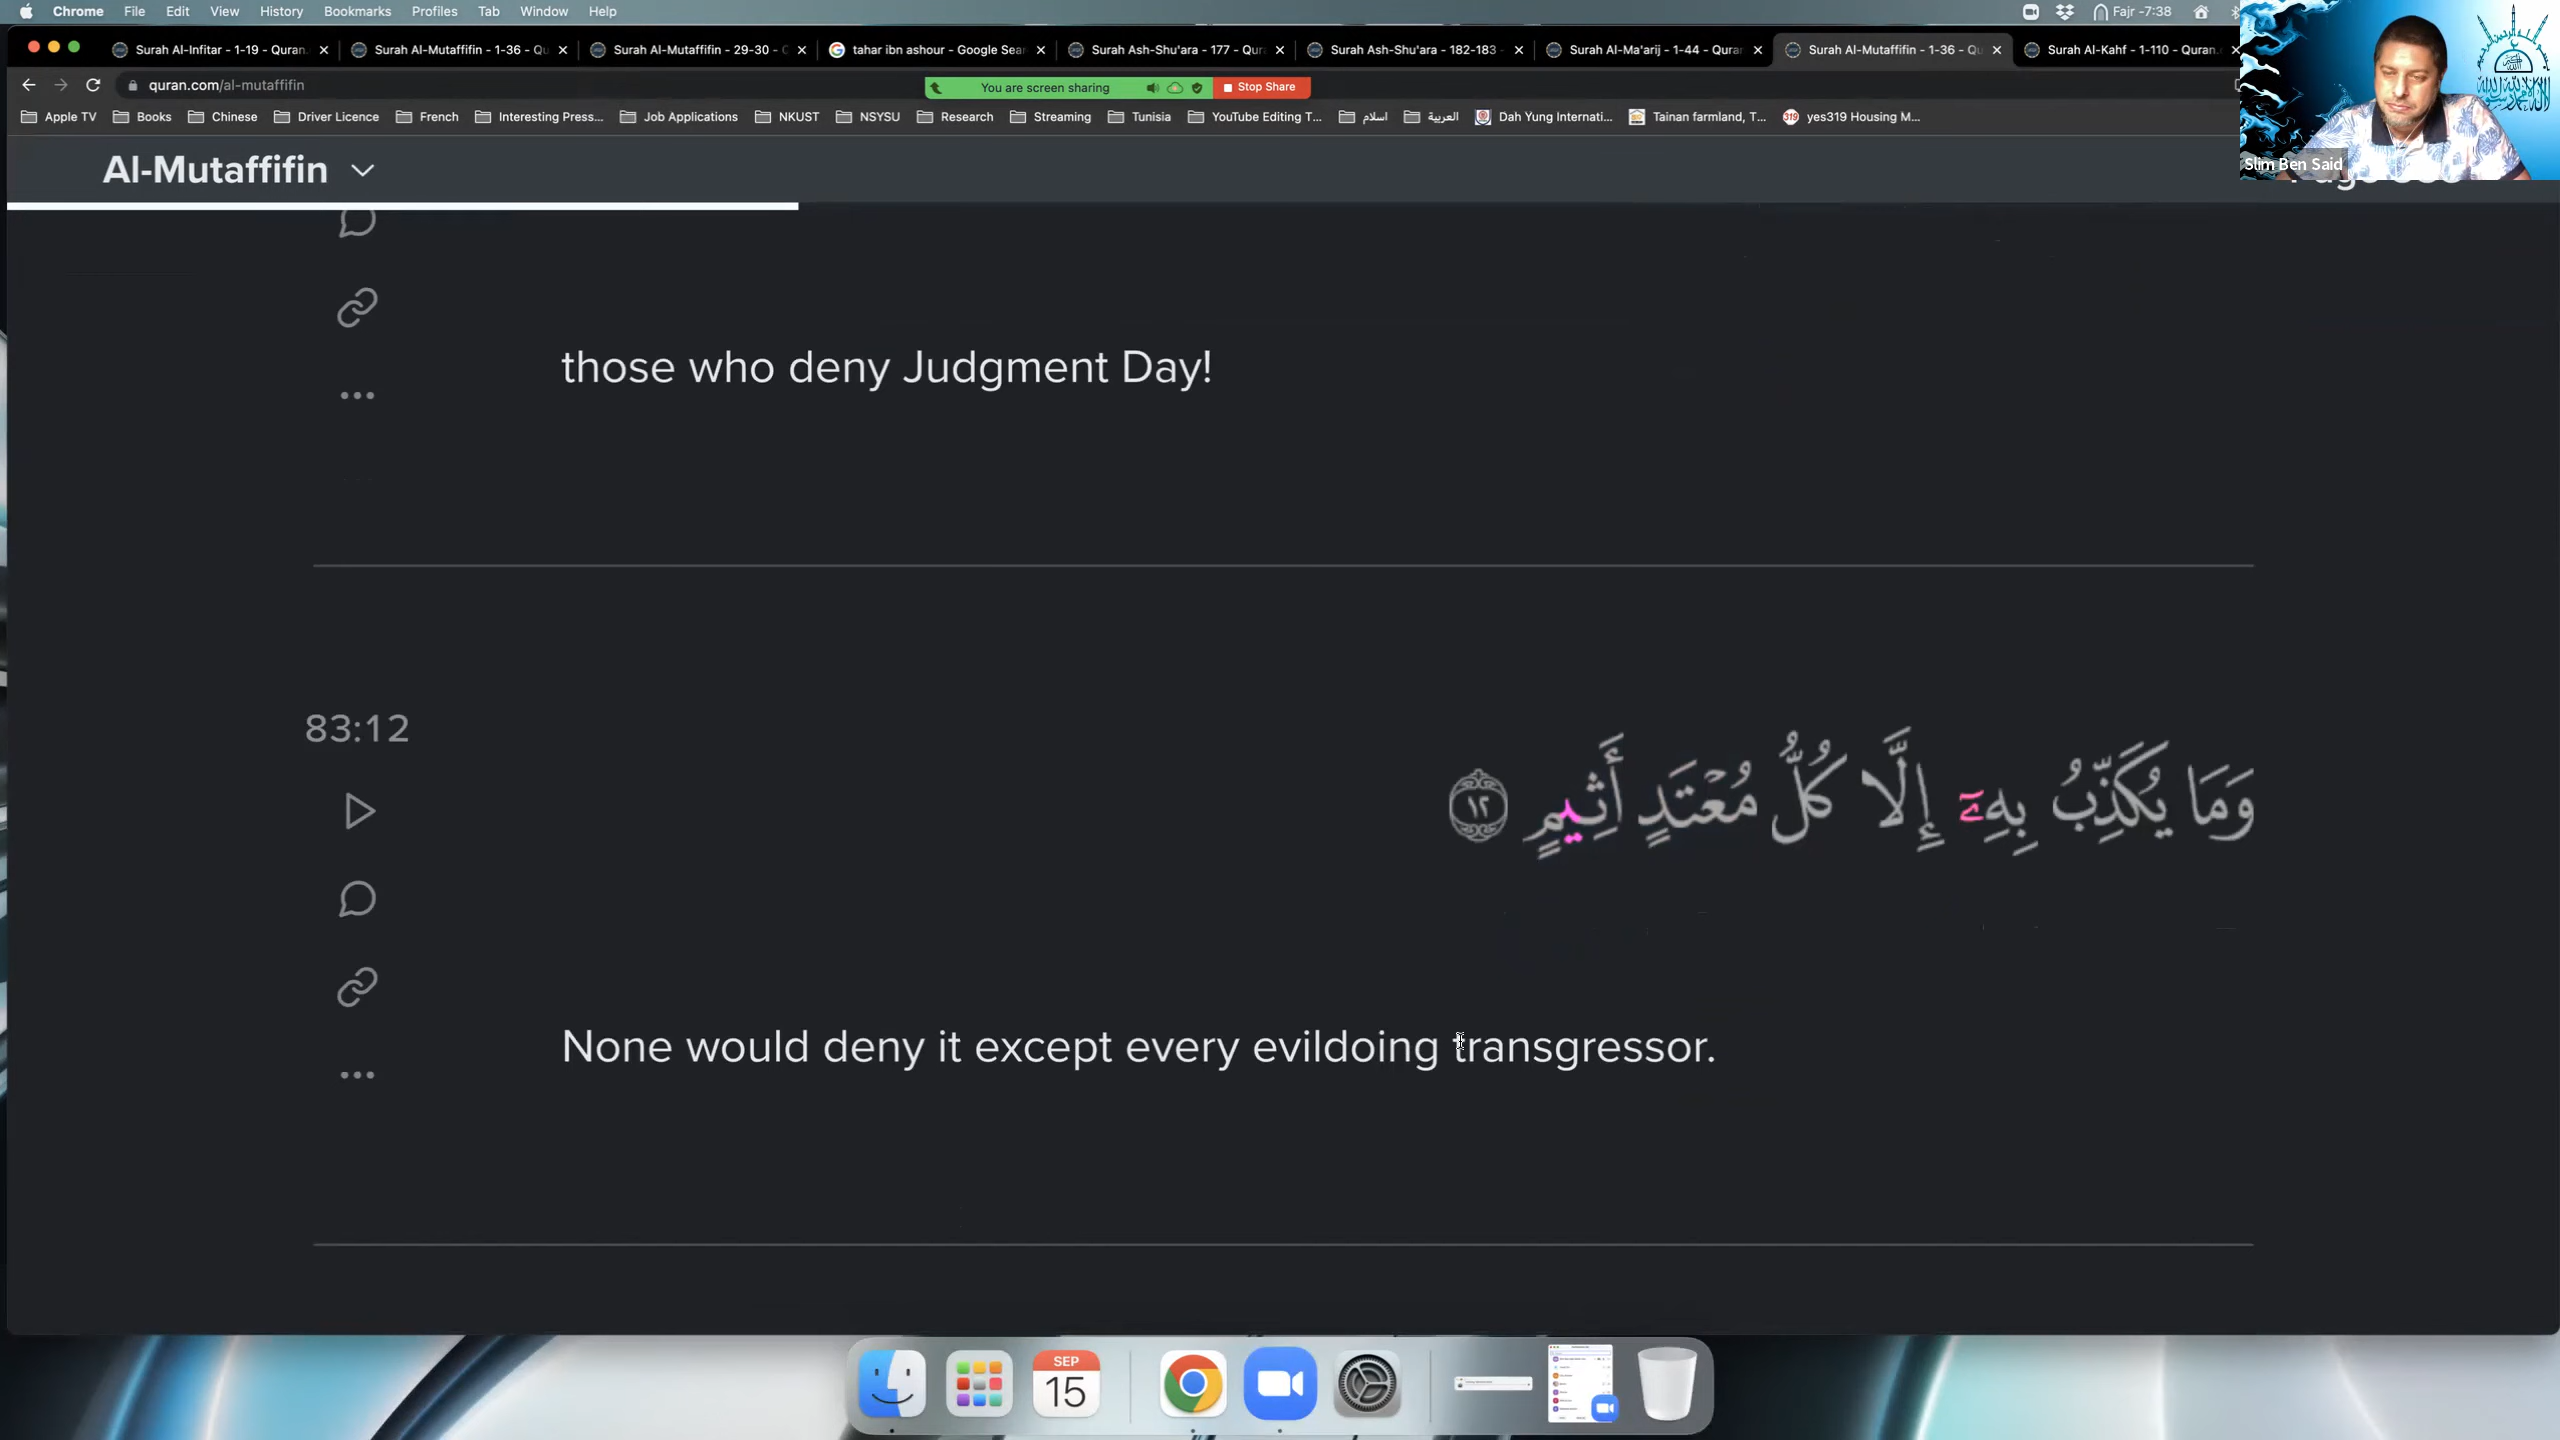 Chrome File Edit View History Bookmarks Profiles Tab Window Help Fajr -7:38
Surah Al-Infitar - 1-19 - Quran. Surah Al-Mutaffifin - 1-36 - Qu Surah Al-Mutaffifin - 29-30 - tahar ibn ashour - Google Sear Surah Ash-Shu'ara - 177 - Qur Surah Ash-Shu'ara - 182-183 - Surah Al-Ma'arij - 1-44 - Quran Surah Al-Mutaffifin - 1-36 - Qu Surah Al-Kahf - 1-110 - Quran.
quran.com/al-mutaffifin You are screen sharing Stop Share
Apple TV Books Chinese Driver Licence French Interesting Press... Job Applications NKUST NSYSU Research Streaming Tunisia YouTube Editing T... اسلام العربية Dah Yung Internati... Tainan farmland, T... yes319 Housing M...
Slim Ben Said
Al-Mutaffifin
those who deny Judgment Day!
83:12
وَمَا يُكَذِّبُ بِهِۦٓ إِلَّا كُلُّ مُعْتَدٍ أَثِيمٍ ١٢
None would deny it except every evildoing transgressor.
SEP
15